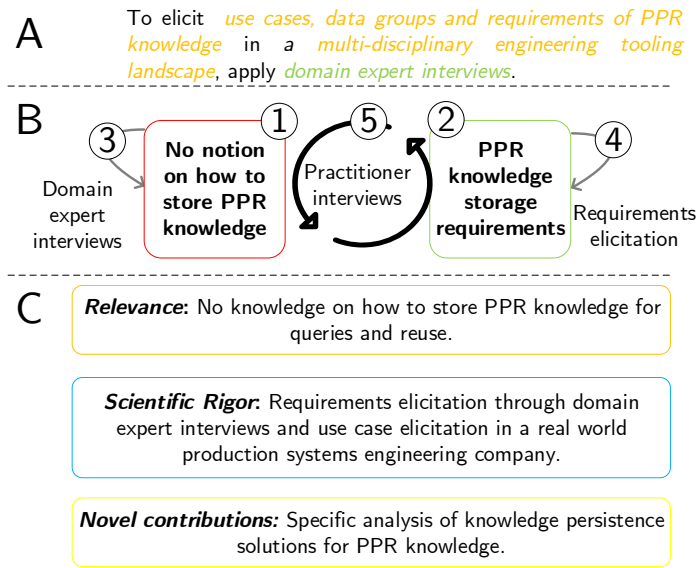 A
To elicit use cases, data groups and requirements of PPR
knowledge in a multi-disciplinary engineering tooling
landscape, apply domain expert interviews.
B
3
Domain
expert
interviews
1
No notion
on how to
store PPR
knowledge
5
Practitioner
interviews
2
PPR
knowledge
storage
requirements
4
Requirements
elicitation
C
Relevance: No knowledge on how to store PPR knowledge for
queries and reuse.
Scientific Rigor: Requirements elicitation through domain
expert interviews and use case elicitation in a real world
production systems engineering company.
Novel contributions: Specific analysis of knowledge persistence
solutions for PPR knowledge.